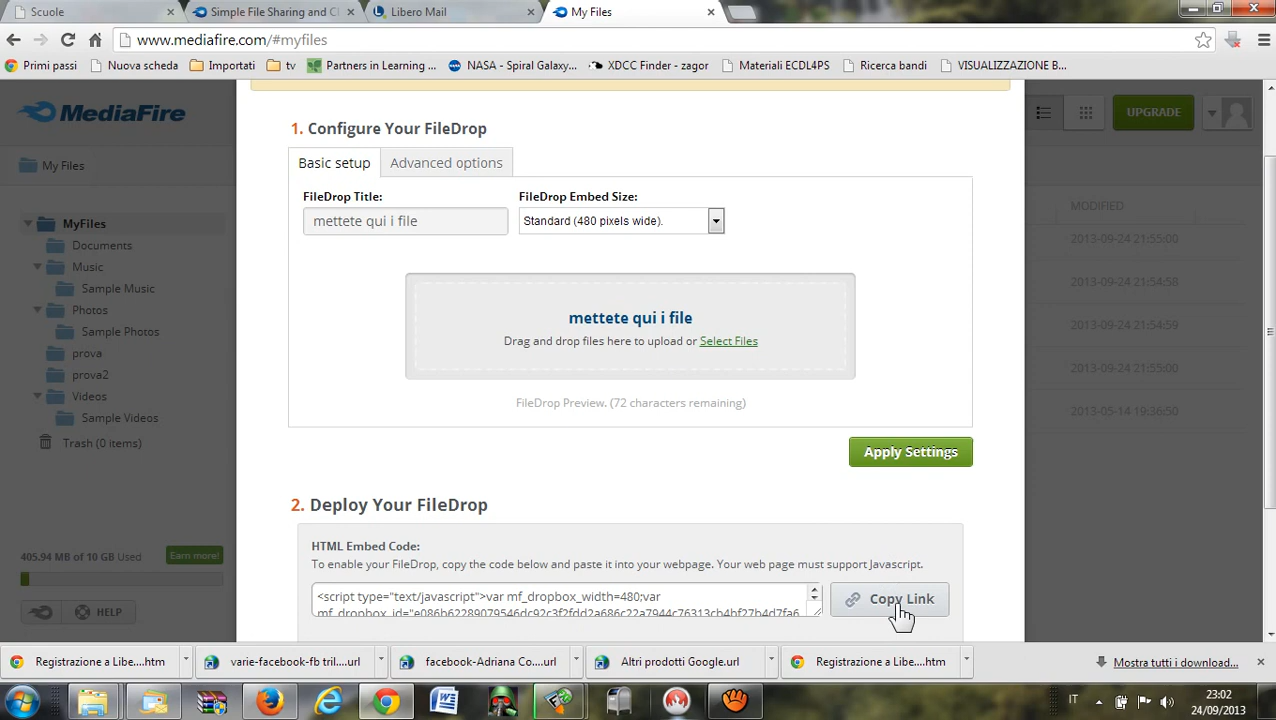 Scuole
Simple File Sharing and Cl
Libero Mail
My Files
www.mediafire.com/#myfiles
Primi passi
Nuova scheda
Importati
tv
Partners in Learning ...
NASA - Spiral Galaxy...
XDCC Finder - zagor
Materiali ECDL4PS
Ricerca bandi
VISUALIZZAZIONE B...
MediaFire
UPGRADE
1. Configure Your FileDrop
My Files
Basic setup
Advanced options
FileDrop Title:
FileDrop Embed Size:
MODIFIED
mettete qui i file
Standard (480 pixels wide).
MyFiles
2013-09-24 21:55:00
Documents
Music
2013-09-24 21:54:58
Sample Music
Photos
mettete qui i file
2013-09-24 21:54:59
Sample Photos
Drag and drop files here to upload or Select Files
prova
2013-09-24 21:55:00
prova2
Videos
FileDrop Preview. (72 characters remaining)
2013-05-14 19:36:50
Sample Videos
Trash (0 items)
Apply Settings
2. Deploy Your FileDrop
HTML Embed Code:
405.94 MB of 10 GB Used
Earn more!
To enable your FileDrop, copy the code below and paste it into your webpage. Your web page must support Javascript.
<script type="text/javascript">var mf_dropbox_width=480;var
Copy Link
HELP
Registrazione a Libe....htm
varie-facebook-fb tril....url
facebook-Adriana Co....url
Altri prodotti Google.url
Registrazione a Libe....htm
Mostra tutti i download...
IT
23:02
24/09/2013